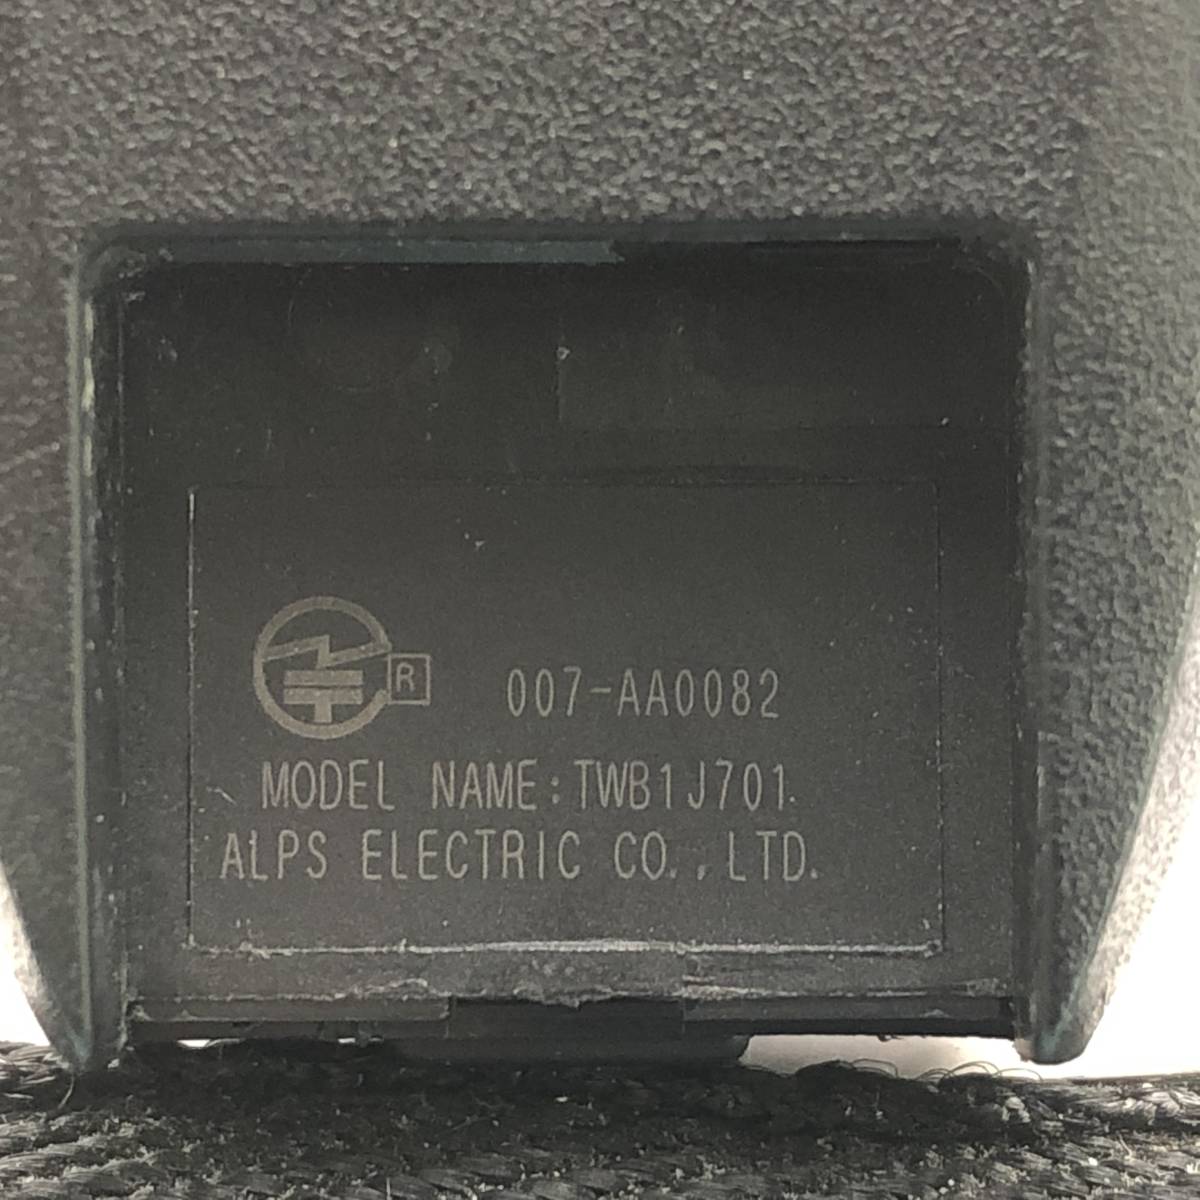 R 007-AA0082
MODEL NAME:TWB1J701
ALPS ELECTRIC CO.,LTD.